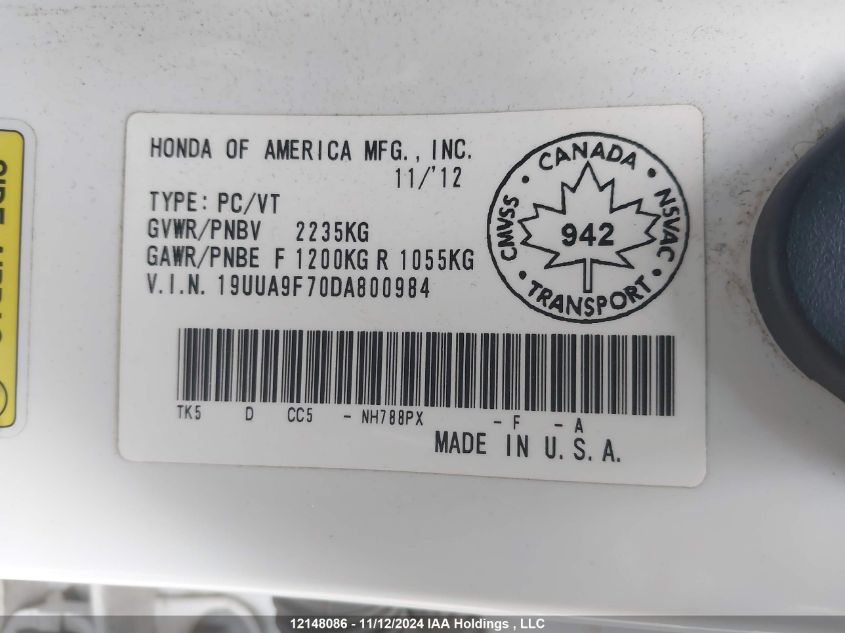 HONDA OF AMERICA MFG., INC.
11/'12
TYPE: PC/VT
GVWR/PNBV 2235KG
GAWR/PNBE F 1200KG R 1055KG
V.I.N. 19UUA9F70DA800984
CANADA
CMVSS
NSVAC
942
TRANSPORT
TK5 D CC5 - NH788PX - F - A
MADE IN U.S.A.
12148086 - 11/12/2024 IAA Holdings , LLC